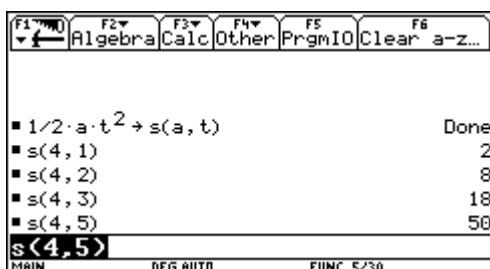 F1 F2 F3 F4 F5 F6
Algebra Calc Other PrgmIO Clear a-z…
1/2·a·t² → s(a,t) Done
s(4,1) 2
s(4,2) 8
s(4,3) 18
s(4,5) 50
s(4,5)
MAIN DEG AUTO FUNC 5/30